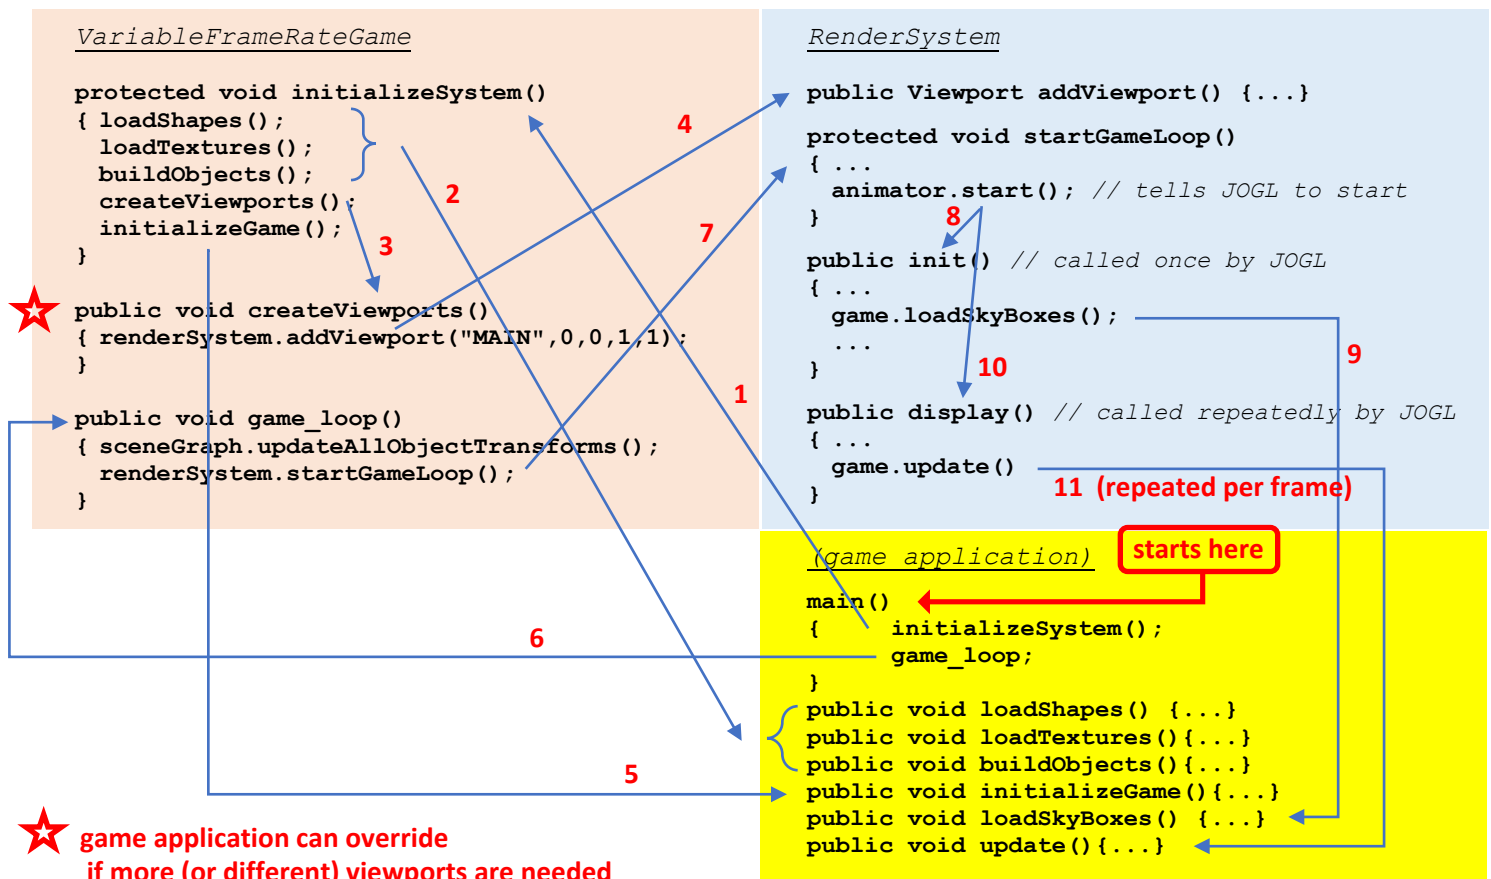 VariableFrameRateGame
protected void initializeSystem()
{ loadShapes();
loadTextures();
buildObjects();
createViewports();
initializeGame();
}
public void createViewports()
{ renderSystem.addViewport("MAIN",0,0,1,1);
}
public void game_loop()
{ sceneGraph.updateAllObjectTransforms();
renderSystem.startGameLoop();
}
2
3
4
7
1
RenderSystem
public Viewport addViewport() {...}
protected void startGameLoop()
{ ...
animator.start(); // tells JOGL to start
}
8
public init() // called once by JOGL
{ ...
game.loadSkyBoxes();
...
}
9
10
public display() // called repeatedly by JOGL
{ ...
game.update()
}
11 (repeated per frame)
(game application)
starts here
main()
{ initializeSystem();
game_loop;
}
public void loadShapes() {...}
public void loadTextures(){...}
public void buildObjects(){...}
public void initializeGame(){...}
public void loadSkyBoxes() {...}
public void update(){...}
6
5
game application can override
if more (or different) viewports are needed